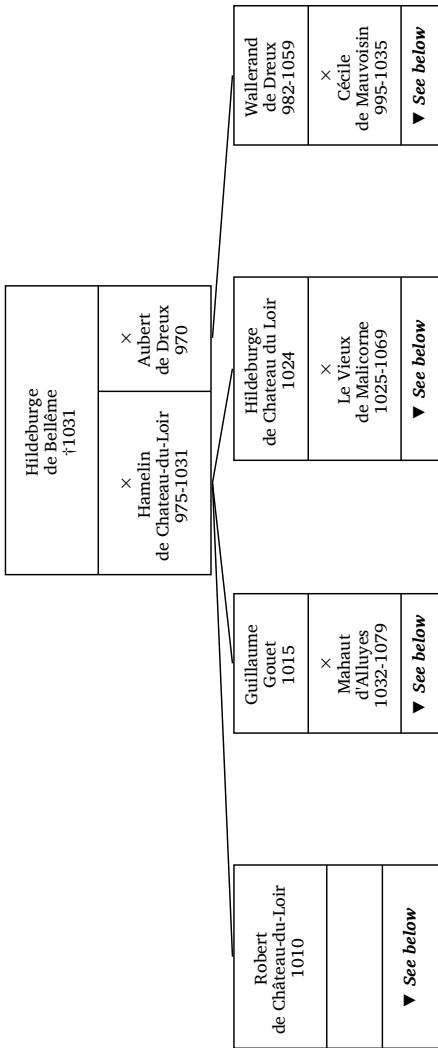 Hildeburge
de Bellême
†1031
×
Hamelin
de Chateau-du-Loir
975-1031
×
Aubert
de Dreux
970
Robert
de Château-du-Loir
1010
▼ See below
Guillaume
Gouet
1015
×
Mahaut
d'Alluyes
1032-1079
▼ See below
Hildeburge
de Chateau du Loir
1024
×
Le Vieux
de Malicorne
1025-1069
▼ See below
Wallerand
de Dreux
982-1059
×
Cécile
de Mauvoisin
995-1035
▼ See below